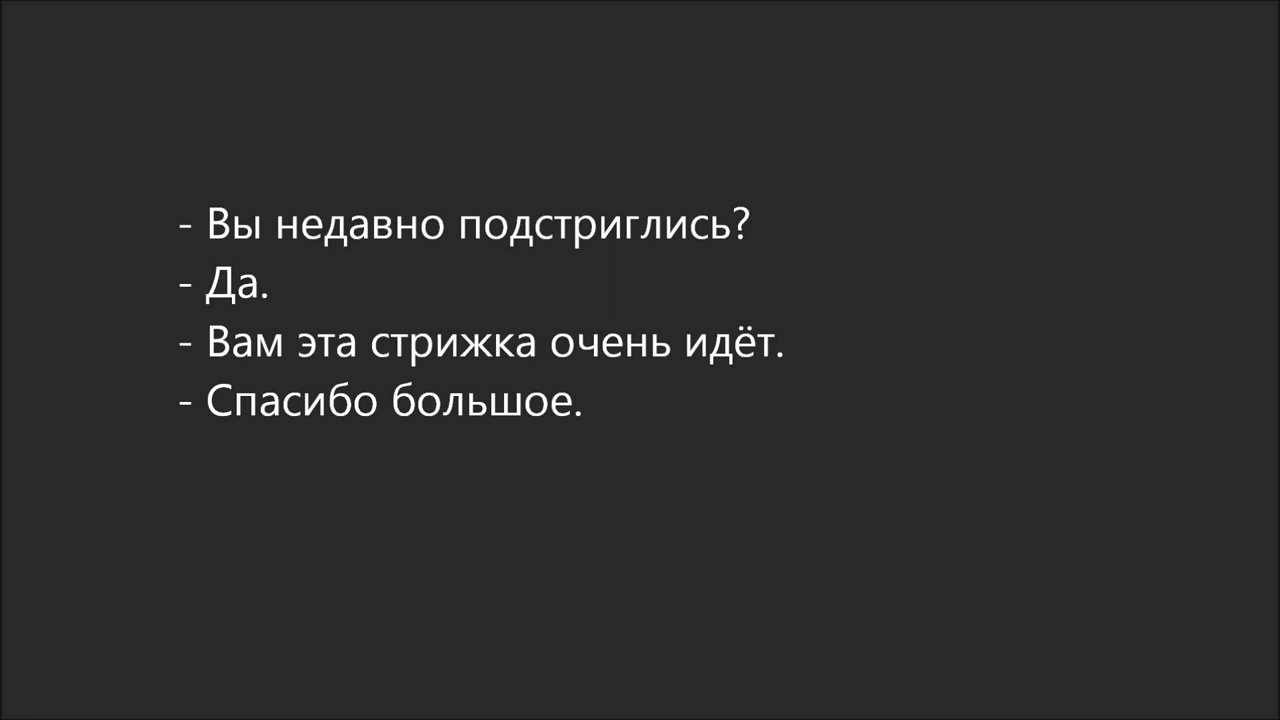 - Вы недавно подстриглись?
- Да.
- Вам эта стрижка очень идёт.
- Спасибо большое.